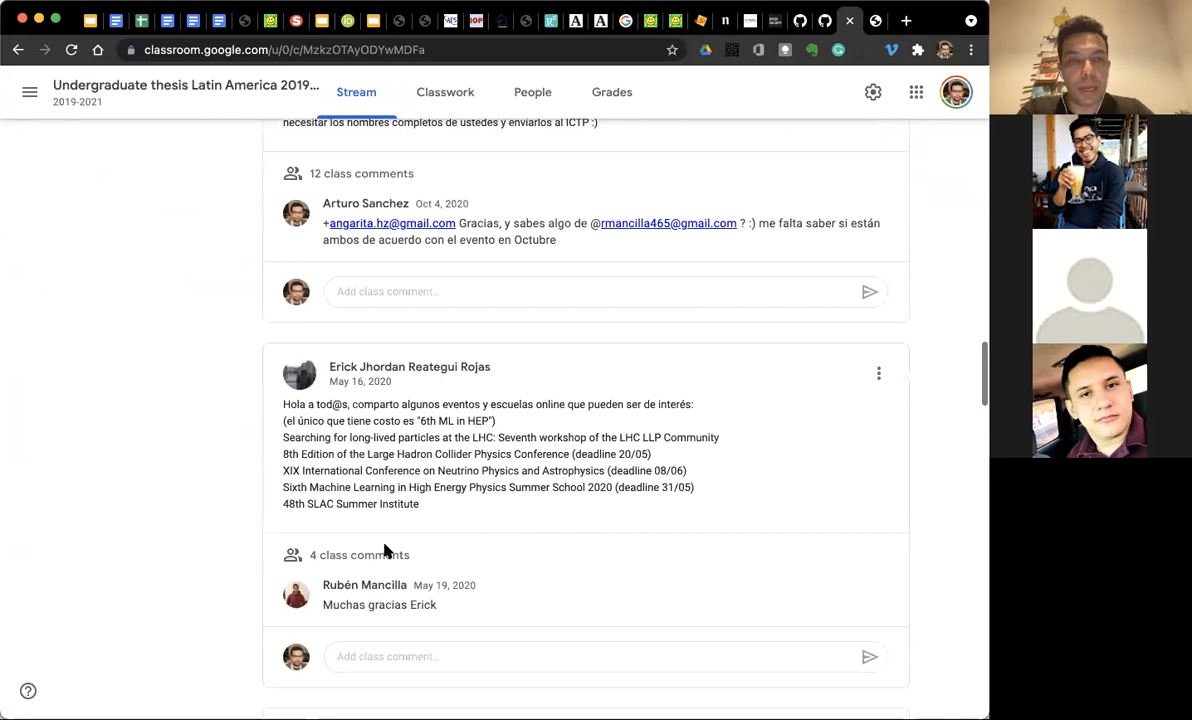 classroom.google.com/u/0/c/MzkzOTAyODYwMDFa
Undergraduate thesis Latin America 2019...
2019-2021
Stream
Classwork
People
Grades
necesitar los nombres completos de ustedes y enviarlos al ICTP :)
12 class comments
Arturo Sanchez Oct 4, 2020
+angarita.hz@gmail.com Gracias, y sabes algo de @rmancilla465@gmail.com ? :) me falta saber si están
ambos de acuerdo con el evento en Octubre
Add class comment...
Erick Jhordan Reategui Rojas
May 16, 2020
Hola a tod@s, comparto algunos eventos y escuelas online que pueden ser de interés:
(el único que tiene costo es "6th ML in HEP")
Searching for long-lived particles at the LHC: Seventh workshop of the LHC LLP Community
8th Edition of the Large Hadron Collider Physics Conference (deadline 20/05)
XIX International Conference on Neutrino Physics and Astrophysics (deadline 08/06)
Sixth Machine Learning in High Energy Physics Summer School 2020 (deadline 31/05)
48th SLAC Summer Institute
4 class comments
Rubén Mancilla May 19, 2020
Muchas gracias Erick
Add class comment...